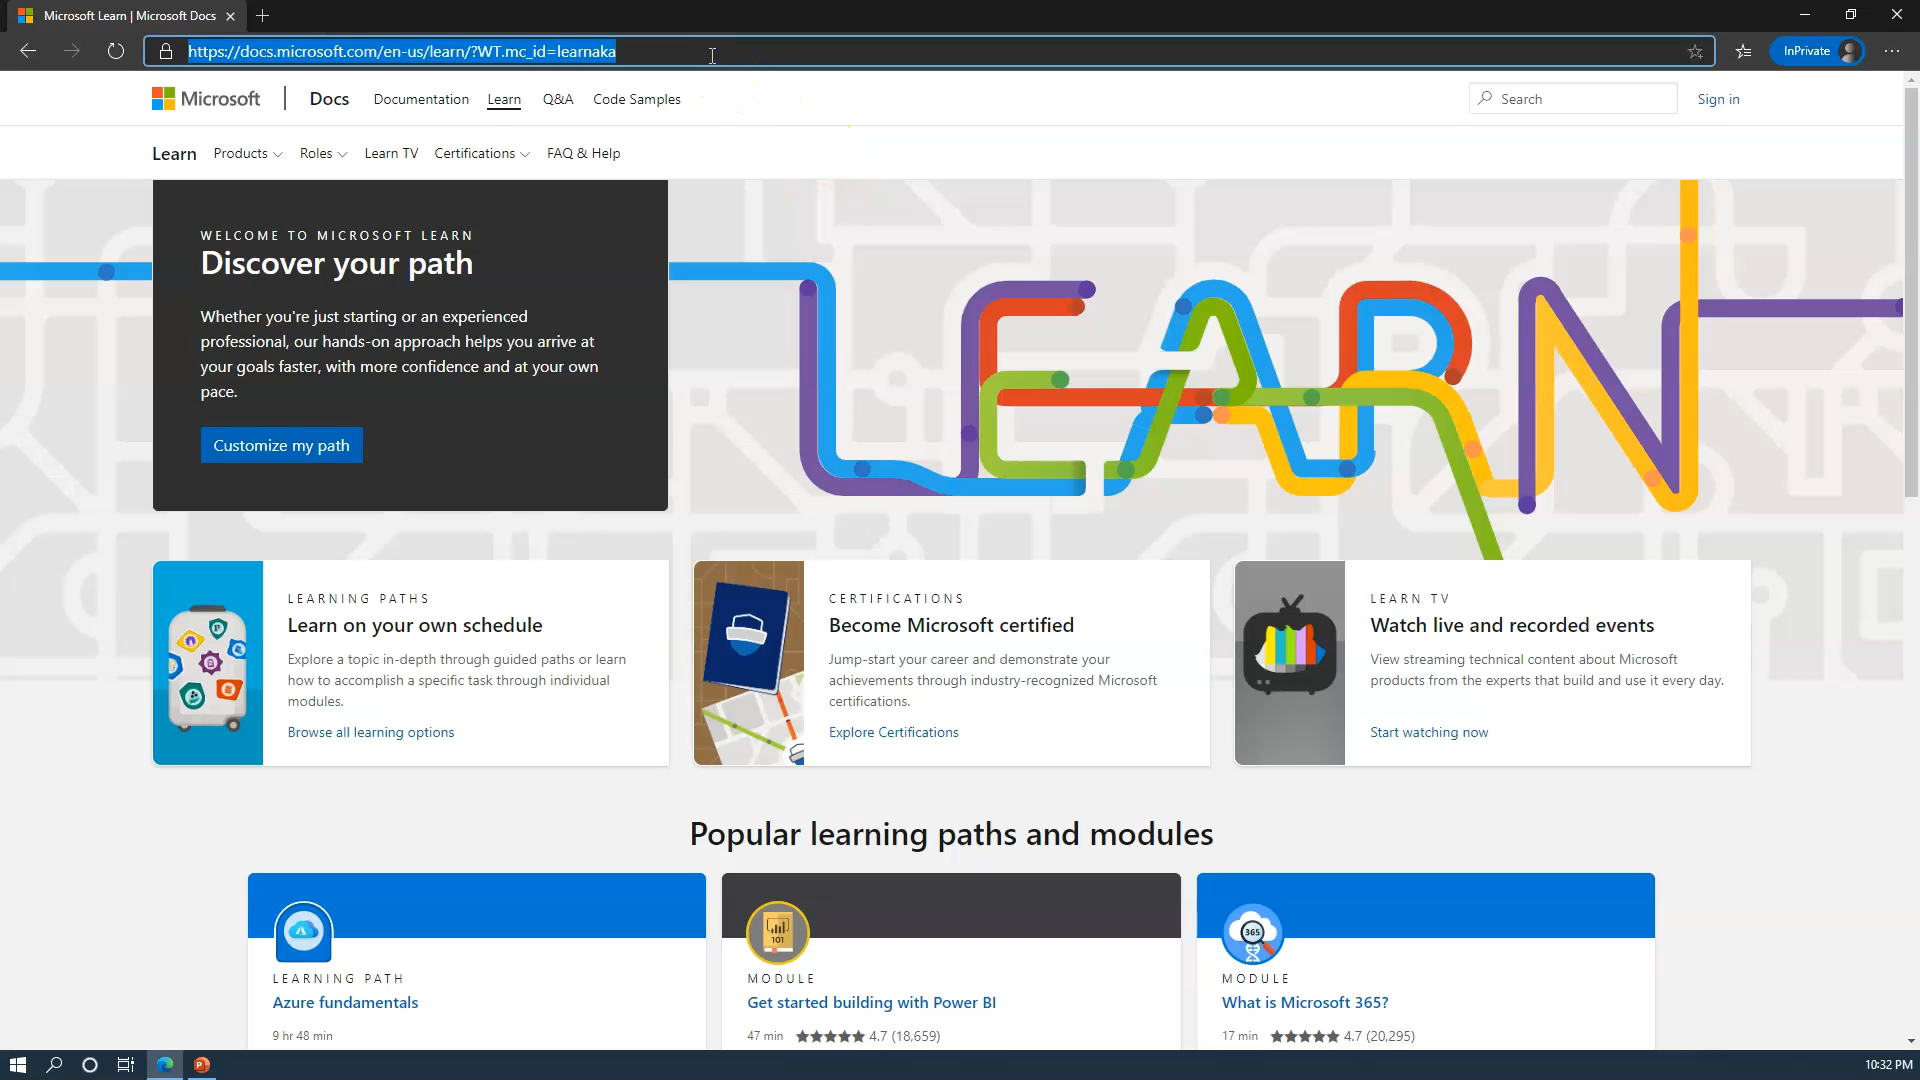 Microsoft Learn | Microsoft Docs
https://docs.microsoft.com/en-us/learn/?WT.mc_id=learnaka
InPrivate
Microsoft
Docs
Documentation
Learn
Q&A
Code Samples
Search
Sign in
Learn
Products
Roles
Learn TV
Certifications
FAQ & Help
WELCOME TO MICROSOFT LEARN
Discover your path
Whether you're just starting or an experienced
professional, our hands-on approach helps you arrive at
your goals faster, with more confidence and at your own
pace.
Customize my path
LEARN
LEARNING PATHS
Learn on your own schedule
Explore a topic in-depth through guided paths or learn
how to accomplish a specific task through individual
modules.
Browse all learning options
CERTIFICATIONS
Become Microsoft certified
Jump-start your career and demonstrate your
achievements through industry-recognized Microsoft
certifications.
Explore Certifications
LEARN TV
Watch live and recorded events
View streaming technical content about Microsoft
products from the experts that build and use it every day.
Start watching now
Popular learning paths and modules
LEARNING PATH
Azure fundamentals
9 hr 48 min
101
MODULE
Get started building with Power BI
47 min
4.7 (18,659)
365
MODULE
What is Microsoft 365?
17 min
4.7 (20,295)
10:32 PM